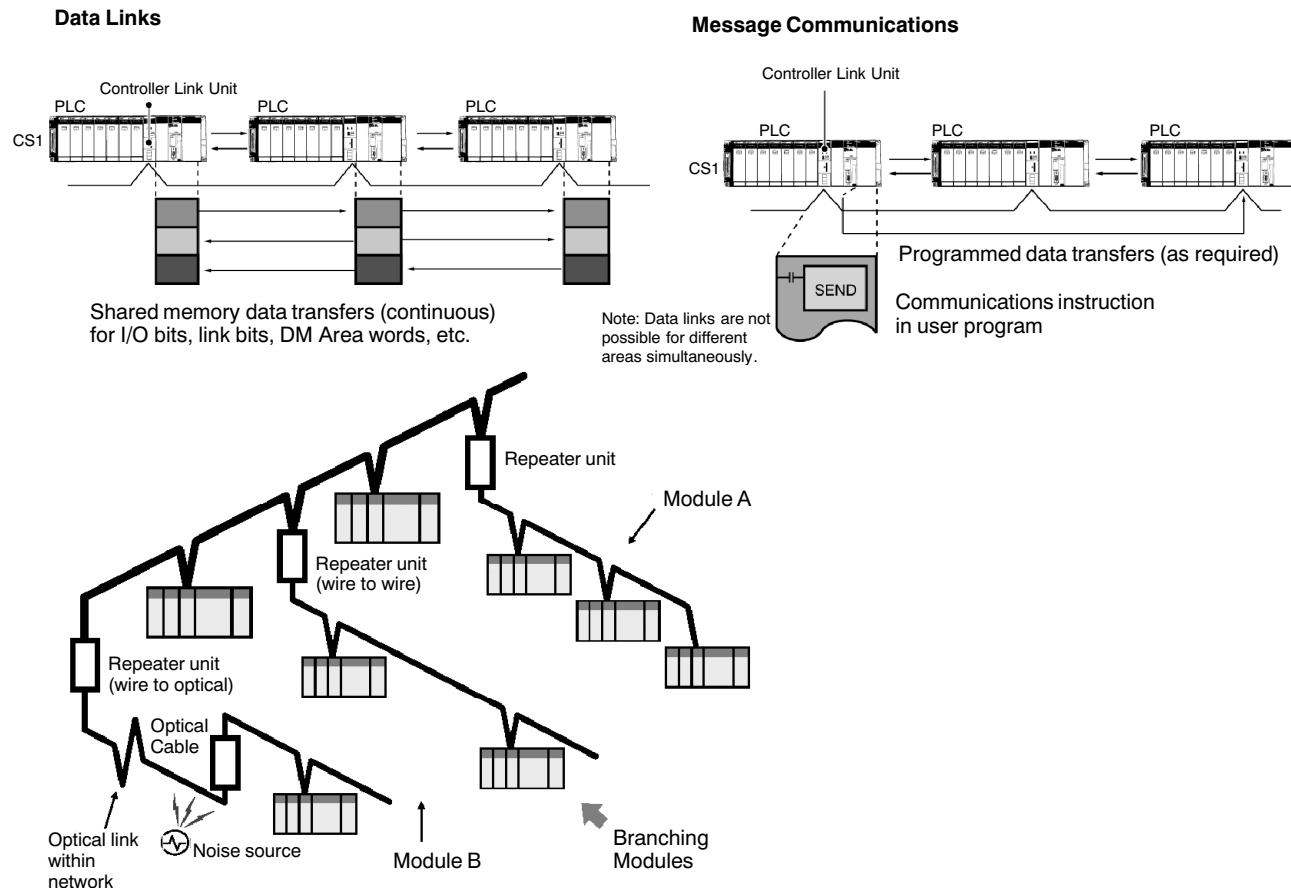 Data Links
Controller Link Unit
PLC
PLC
PLC
CS1
Shared memory data transfers (continuous)
for I/O bits, link bits, DM Area words, etc.
Message Communications
Controller Link Unit
PLC
PLC
PLC
CS1
Programmed data transfers (as required)
SEND
Communications instruction
in user program
Note: Data links are not
possible for different
areas simultaneously.
Repeater unit
Module A
Repeater unit
(wire to wire)
Repeater unit
(wire to optical)
Optical
Cable
Optical link
within
network
Noise source
Module B
Branching
Modules